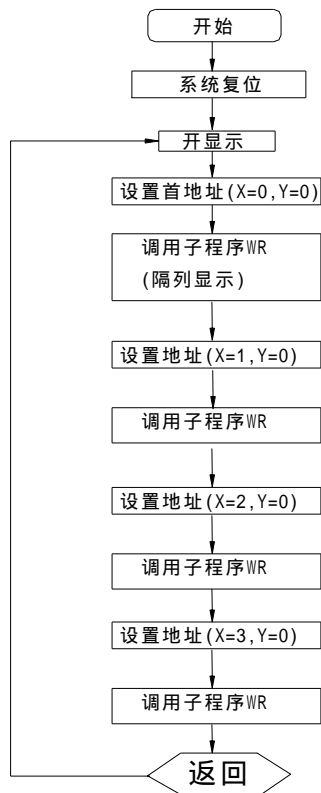 开始
系统复位
开显示
设置首地址(X=0,Y=0)
调用子程序WR
(隔列显示)
设置地址(X=1,Y=0)
调用子程序WR
设置地址(X=2,Y=0)
调用子程序WR
设置地址(X=3,Y=0)
调用子程序WR
返回